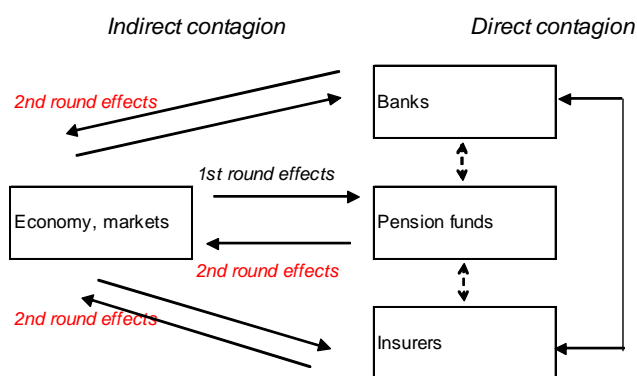 Indirect contagion
Direct contagion
2nd round effects
Banks
1st round effects
Economy, markets
Pension funds
2nd round effects
2nd round effects
Insurers